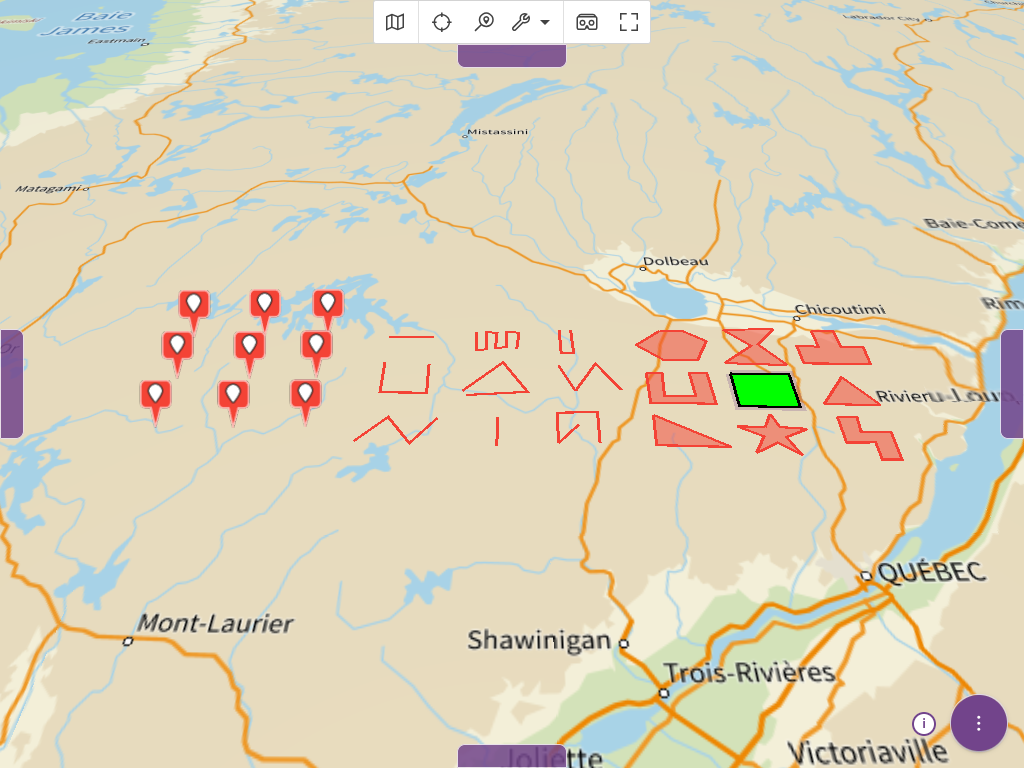 Baie
James
Eastmain
Labrador City
Mistassini
Matagami
Baie-Come
Dolbeau
Rim
Chicoutimi
Rivière-du-Loup
Mont-Laurier
QUÉBEC
Shawinigan
Trois-Rivières
Joliette
Victoriaville
i